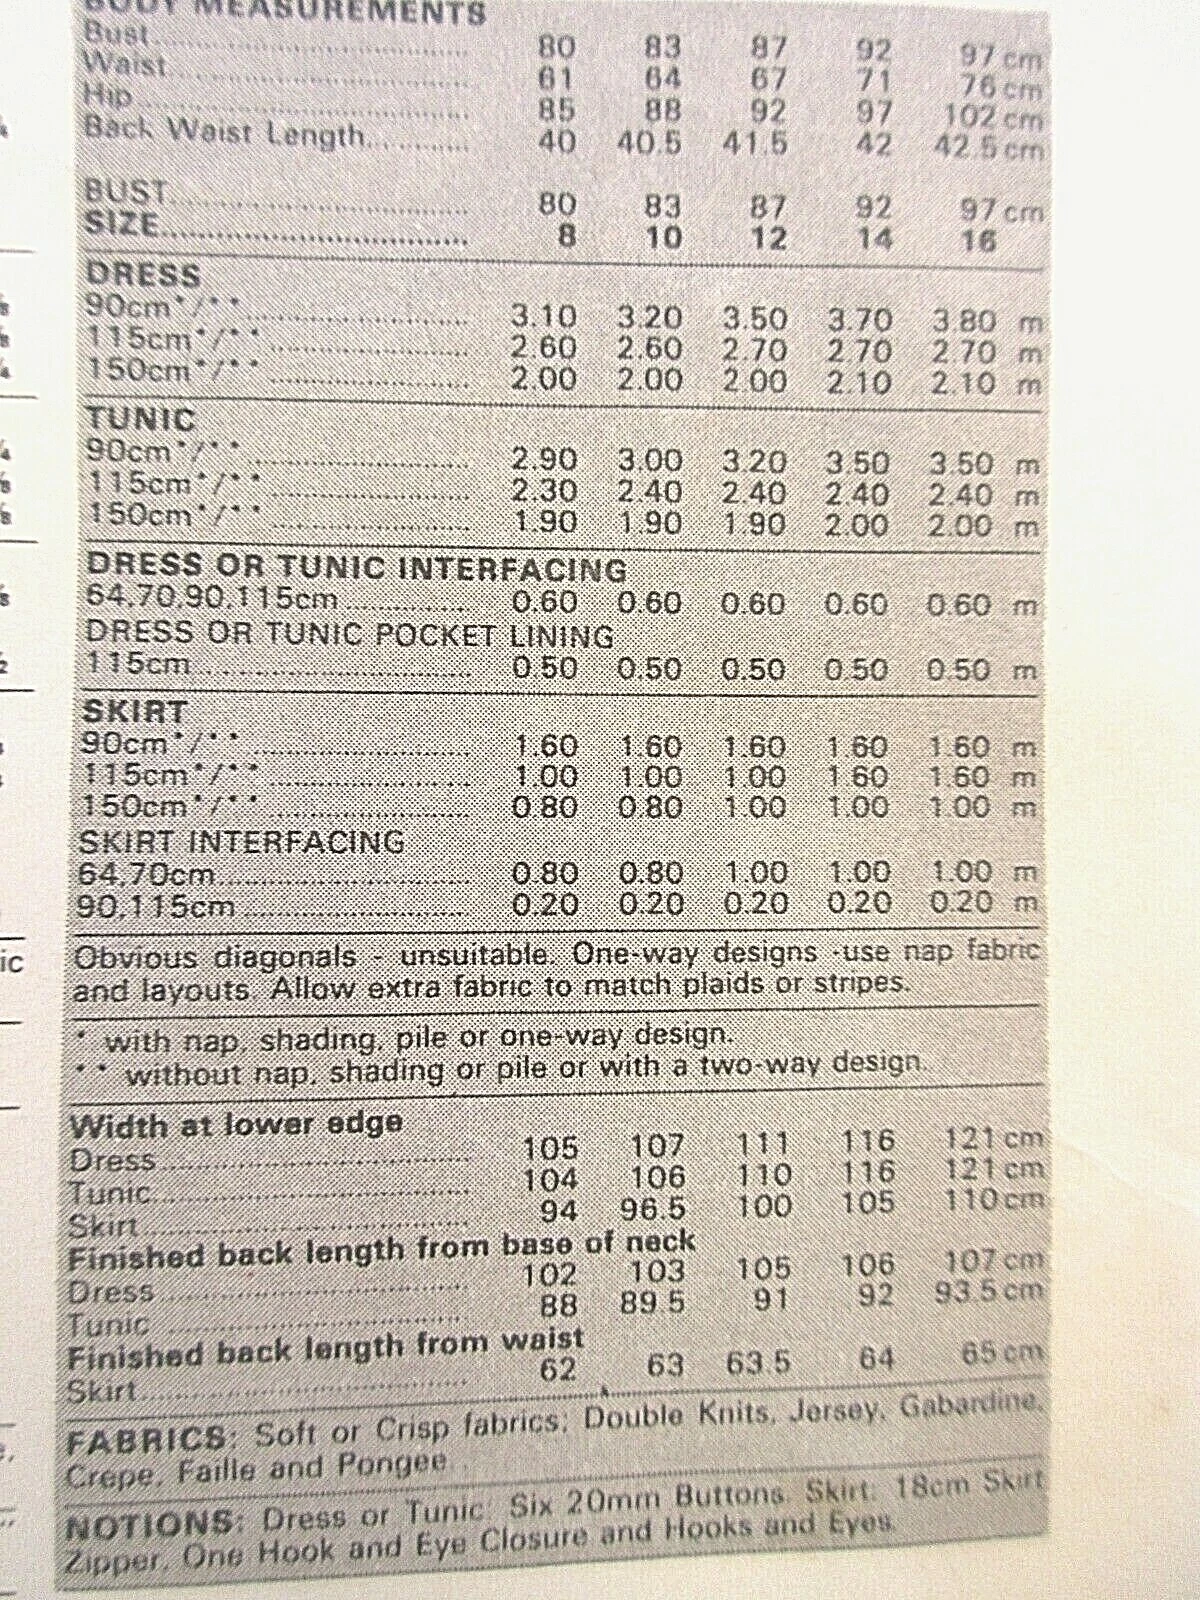 BODY MEASUREMENTS
Bust 80 83 87 92 97 cm
Waist 61 64 67 71 76 cm
Hip 85 88 92 97 102 cm
Back Waist Length 40 40.5 41.5 42 42.5 cm
BUST 80 83 87 92 97 cm
SIZE 8 10 12 14 16
DRESS
90cm*/** 3.10 3.20 3.50 3.70 3.80 m
115cm*/** 2.60 2.60 2.70 2.70 2.70 m
150cm*/** 2.00 2.00 2.00 2.10 2.10 m
TUNIC
90cm*/** 2.90 3.00 3.20 3.50 3.50 m
115cm*/** 2.30 2.40 2.40 2.40 2.40 m
150cm*/** 1.90 1.90 1.90 2.00 2.00 m
DRESS OR TUNIC INTERFACING
64,70,90,115cm 0.60 0.60 0.60 0.60 0.60 m
DRESS OR TUNIC POCKET LINING
115cm 0.50 0.50 0.50 0.50 0.50 m
SKIRT
90cm*/** 1.60 1.60 1.60 1.60 1.60 m
115cm*/** 1.00 1.00 1.00 1.60 1.60 m
150cm*/** 0.80 0.80 1.00 1.00 1.00 m
SKIRT INTERFACING
64,70cm 0.80 0.80 1.00 1.00 1.00 m
90,115cm 0.20 0.20 0.20 0.20 0.20 m
Obvious diagonals - unsuitable. One-way designs -use nap fabric
and layouts. Allow extra fabric to match plaids or stripes.
* with nap, shading, pile or one-way design.
** without nap, shading or pile or with a two-way design.
Width at lower edge
Dress 105 107 111 116 121 cm
Tunic 104 106 110 116 121 cm
Skirt 94 96.5 100 105 110 cm
Finished back length from base of neck
Dress 102 103 105 106 107 cm
Tunic 88 89.5 91 92 93.5 cm
Finished back length from waist
Skirt 62 63 63.5 64 65 cm
FABRICS: Soft or Crisp fabrics; Double Knits, Jersey, Gabardine,
Crepe, Faille and Pongee.
NOTIONS: Dress or Tunic: Six 20mm Buttons. Skirt: 18cm Skirt
Zipper, One Hook and Eye Closure and Hooks and Eyes.